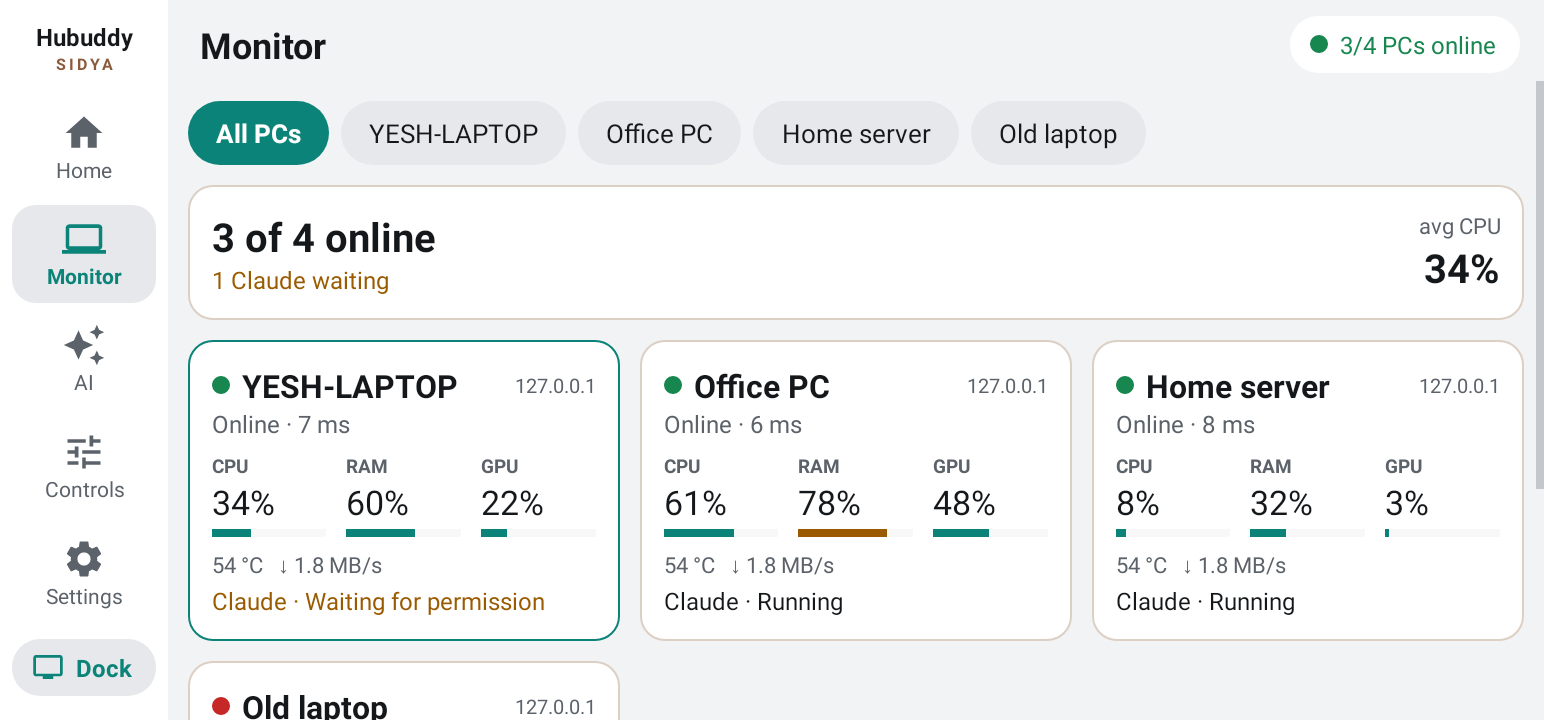 Hubuddy
SIDYA
Home
Monitor
AI
Controls
Settings
Dock
Monitor
3/4 PCs online
All PCs
YESH-LAPTOP
Office PC
Home server
Old laptop
3 of 4 online
1 Claude waiting
avg CPU
34%
YESH-LAPTOP 127.0.0.1
Online · 7 ms
CPU RAM GPU
34% 60% 22%
54 °C ↓ 1.8 MB/s
Claude · Waiting for permission
Office PC 127.0.0.1
Online · 6 ms
CPU RAM GPU
61% 78% 48%
54 °C ↓ 1.8 MB/s
Claude · Running
Home server 127.0.0.1
Online · 8 ms
CPU RAM GPU
8% 32% 3%
54 °C ↓ 1.8 MB/s
Claude · Running
Old laptop 127.0.0.1